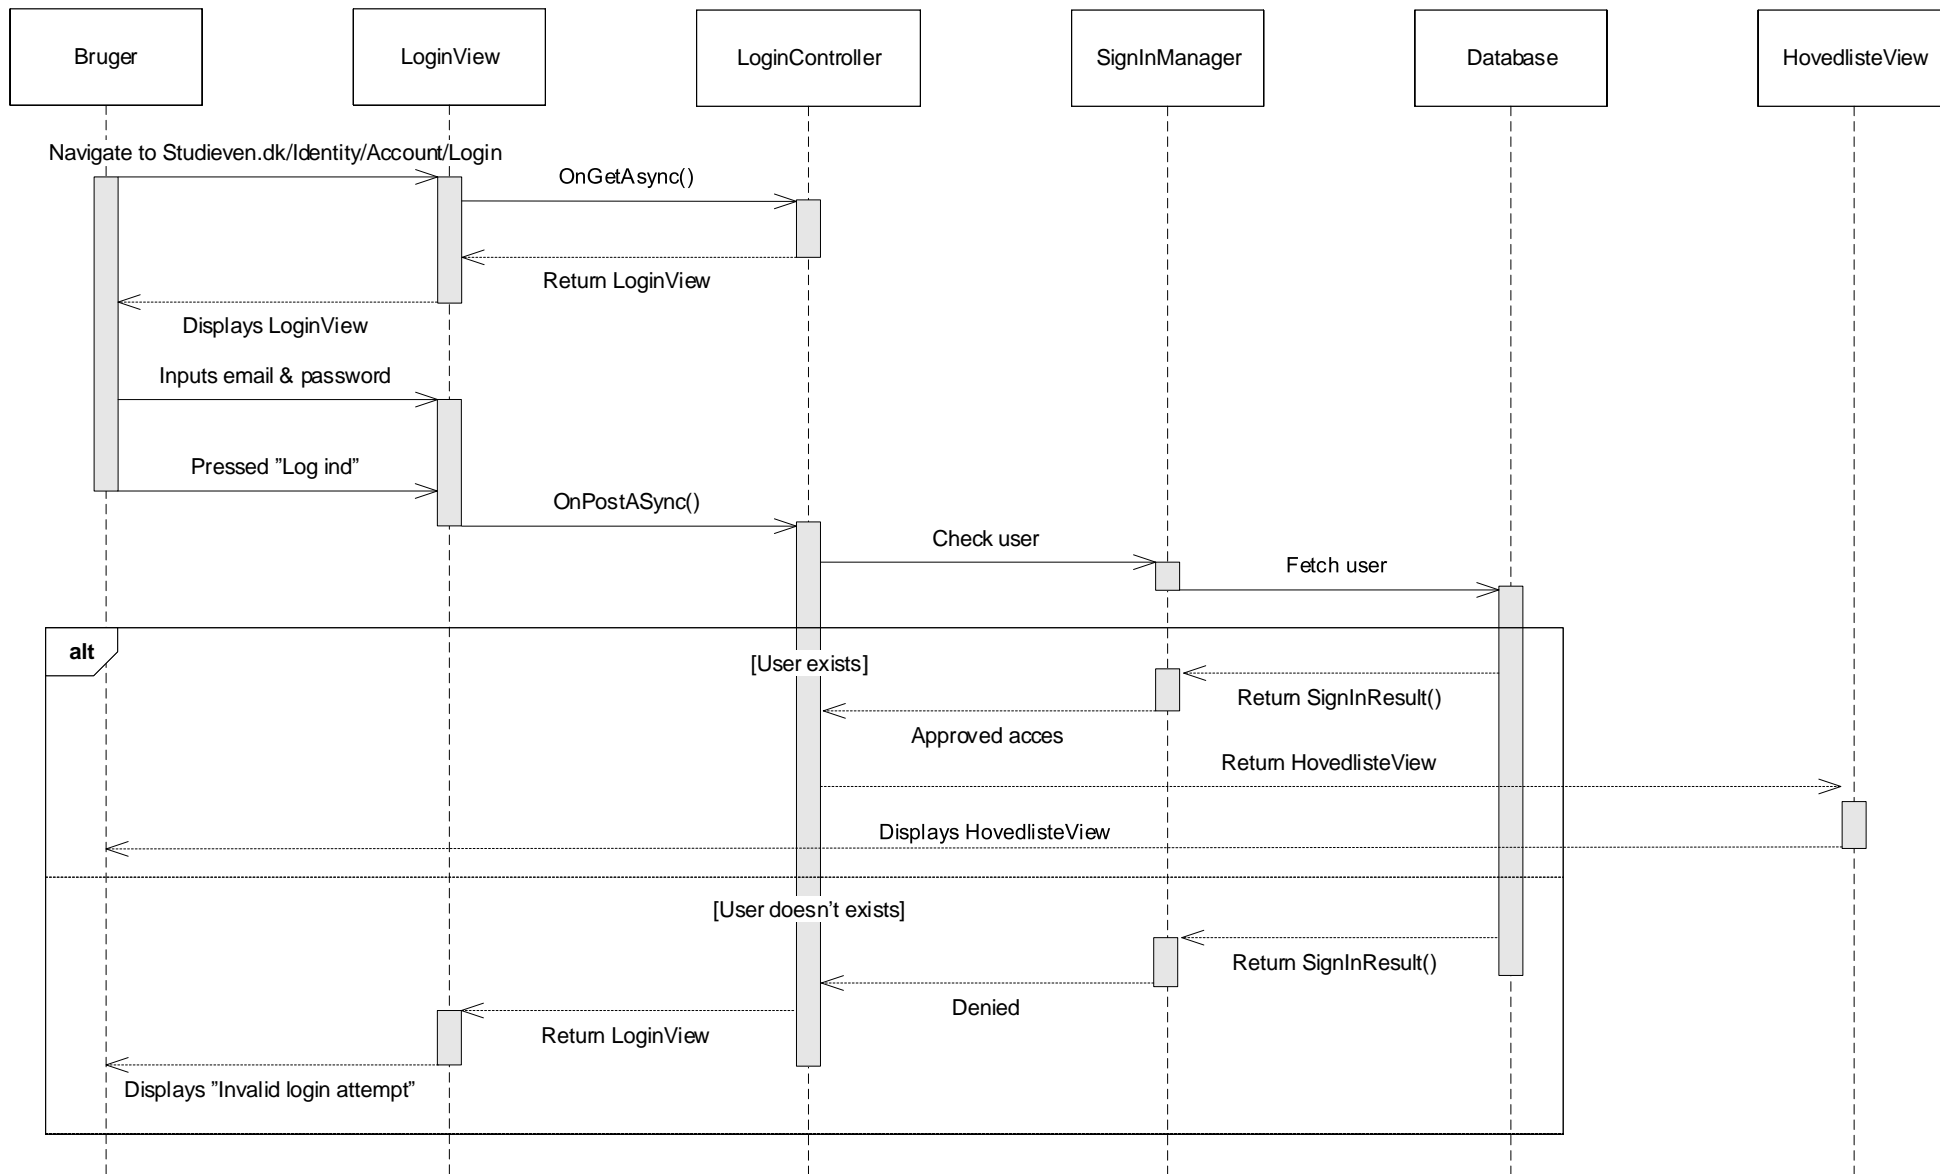 Bruger
LoginView
LoginController
SignInManager
Database
HovedlisteView
Navigate to Studieven.dk/Identity/Account/Login
OnGetAsync()
Return LoginView
Displays LoginView
Inputs email & password
Pressed ”Log ind”
OnPostASync()
Check user
Fetch user
alt
[User exists]
Return SignInResult()
Approved acces
Return HovedlisteView
Displays HovedlisteView
[User doesn’t exists]
Return SignInResult()
Denied
Return LoginView
Displays ”Invalid login attempt”